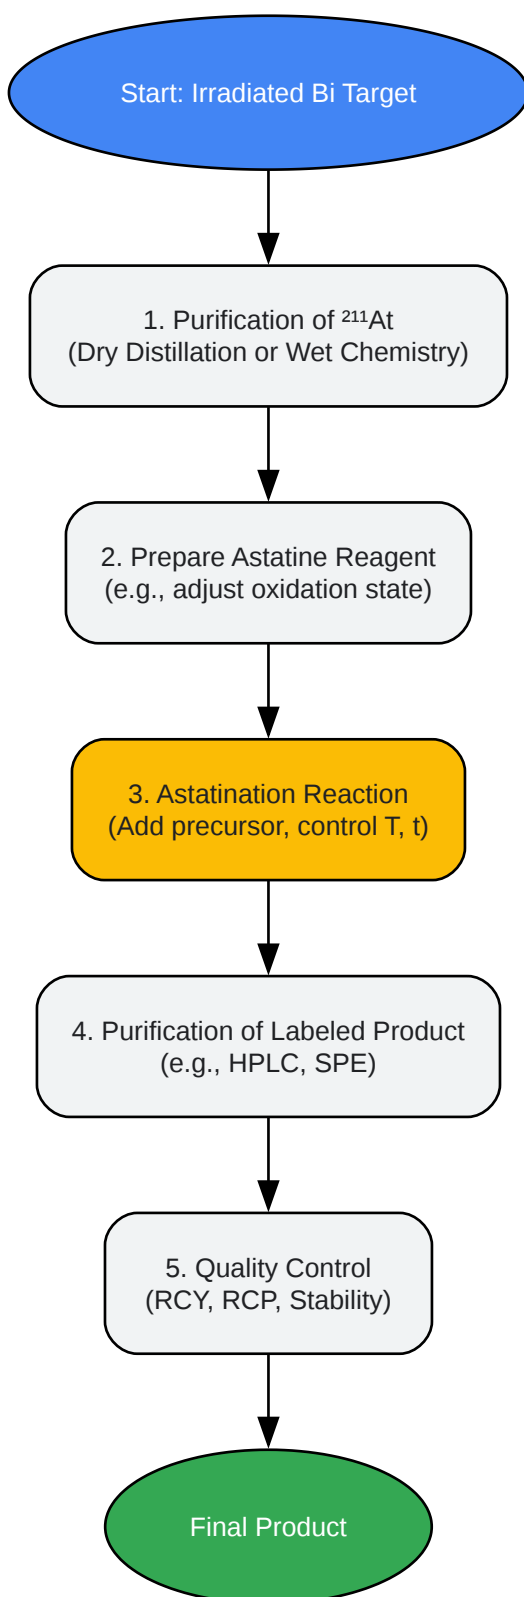 Start: Irradiated Bi Target
1. Purification of ²¹¹At
(Dry Distillation or Wet Chemistry)
2. Prepare Astatine Reagent
(e.g., adjust oxidation state)
3. Astatination Reaction
(Add precursor, control T, t)
4. Purification of Labeled Product
(e.g., HPLC, SPE)
5. Quality Control
(RCY, RCP, Stability)
Final Product